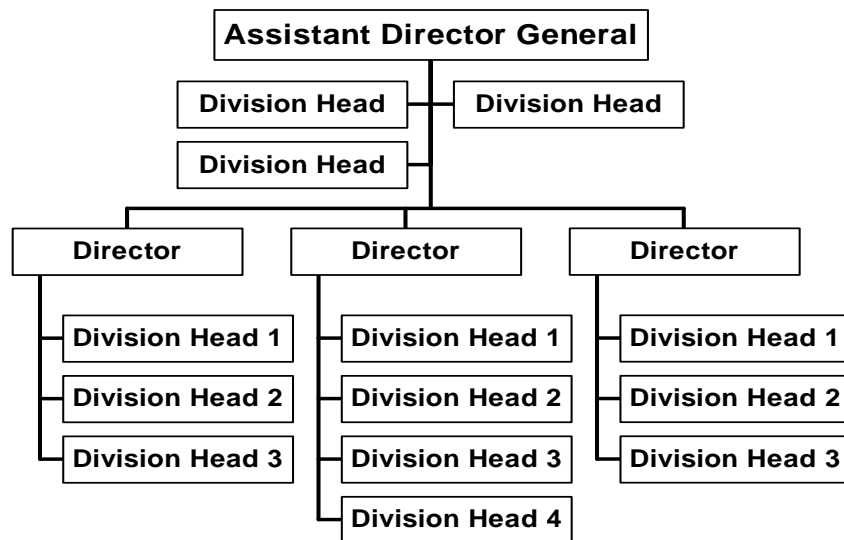 Assistant Director General
Division Head
Division Head
Division Head
Director
Director
Director
Division Head 1
Division Head 1
Division Head 1
Division Head 2
Division Head 2
Division Head 2
Division Head 3
Division Head 3
Division Head 3
Division Head 4